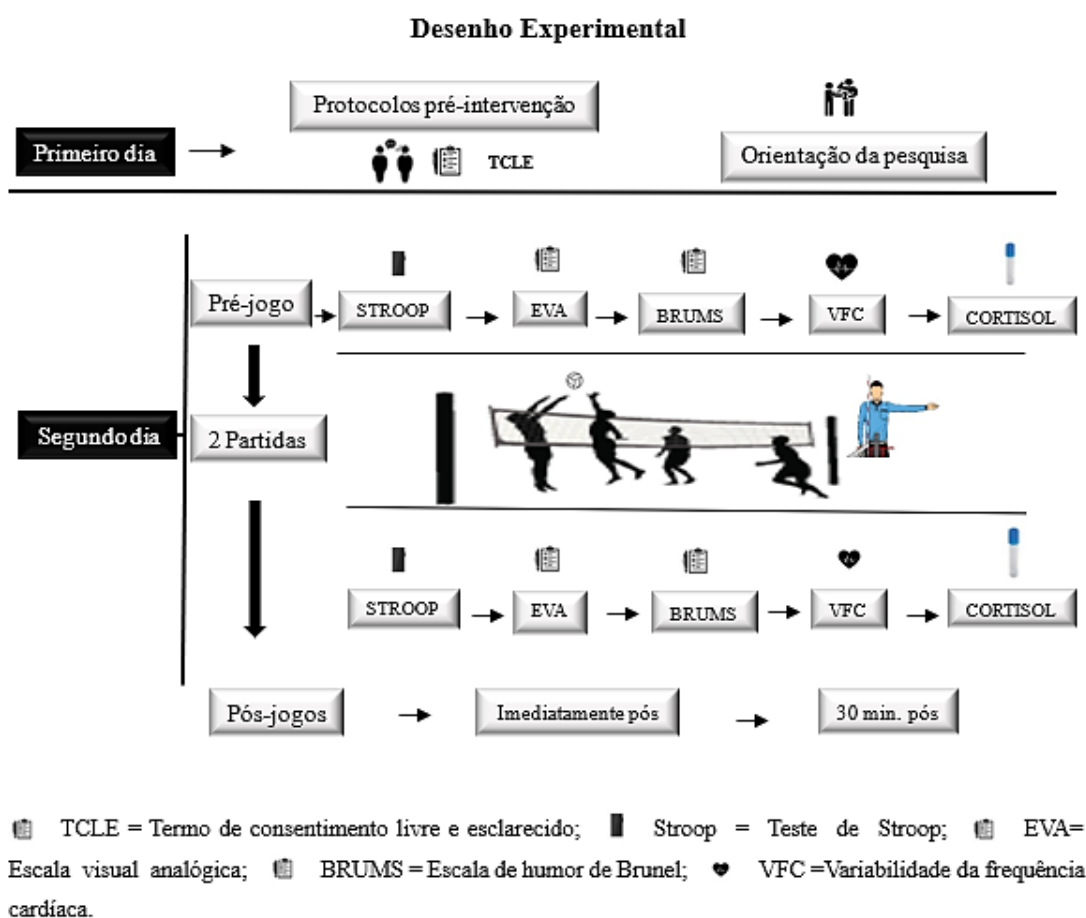 Desenho Experimental
Protocolos pré-intervenção
Primeiro dia
TCLE
Orientação da pesquisa
Pré-jogo
STROOP
EVA
BRUMS
VFC
CORTISOL
Segundo dia
2 Partidas
STROOP
EVA
BRUMS
VFC
CORTISOL
Pós-jogos
Imediatamente pós
30 min. pós
TCLE = Termo de consentimento livre e esclarecido; Stroop = Teste de Stroop; EVA=
Escala visual analógica; BRUMS = Escala de humor de Brunel; VFC =Variabilidade da frequência
cardíaca.